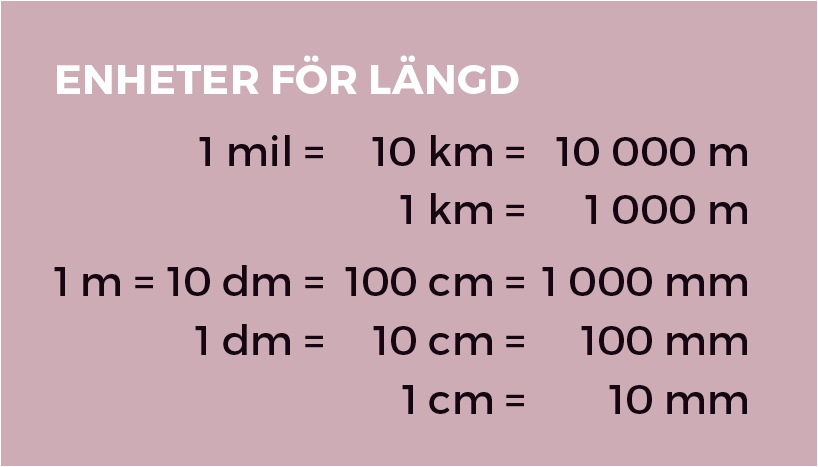 ENHETER FÖR LÄNGD
1 mil = 10 km = 10 000 m
1 km = 1 000 m
1 m = 10 dm = 100 cm = 1 000 mm
1 dm = 10 cm = 100 mm
1 cm = 10 mm